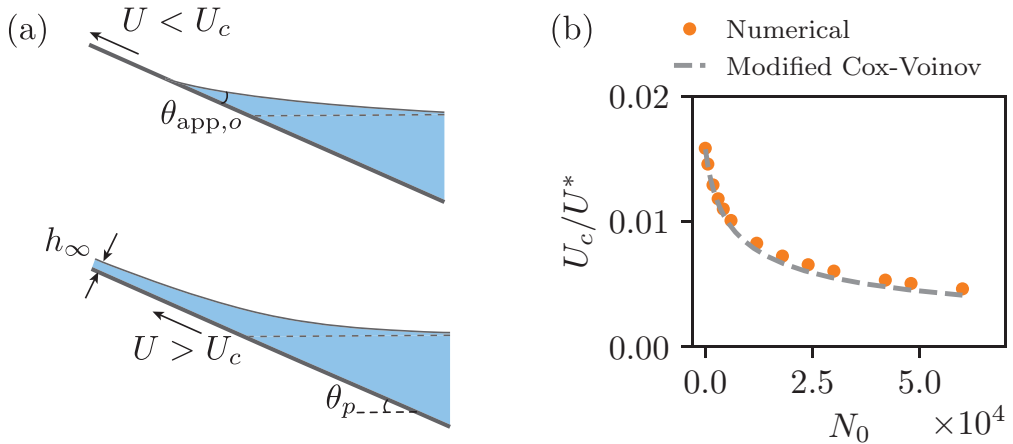 (a)
U < U_c
θ_app,o
h_∞
U > U_c
θ_p
(b)
Numerical
Modified Cox-Voinov
U_c/U*
0.02
0.01
0.00
0.0 2.5 5.0
N_0 ×10^4